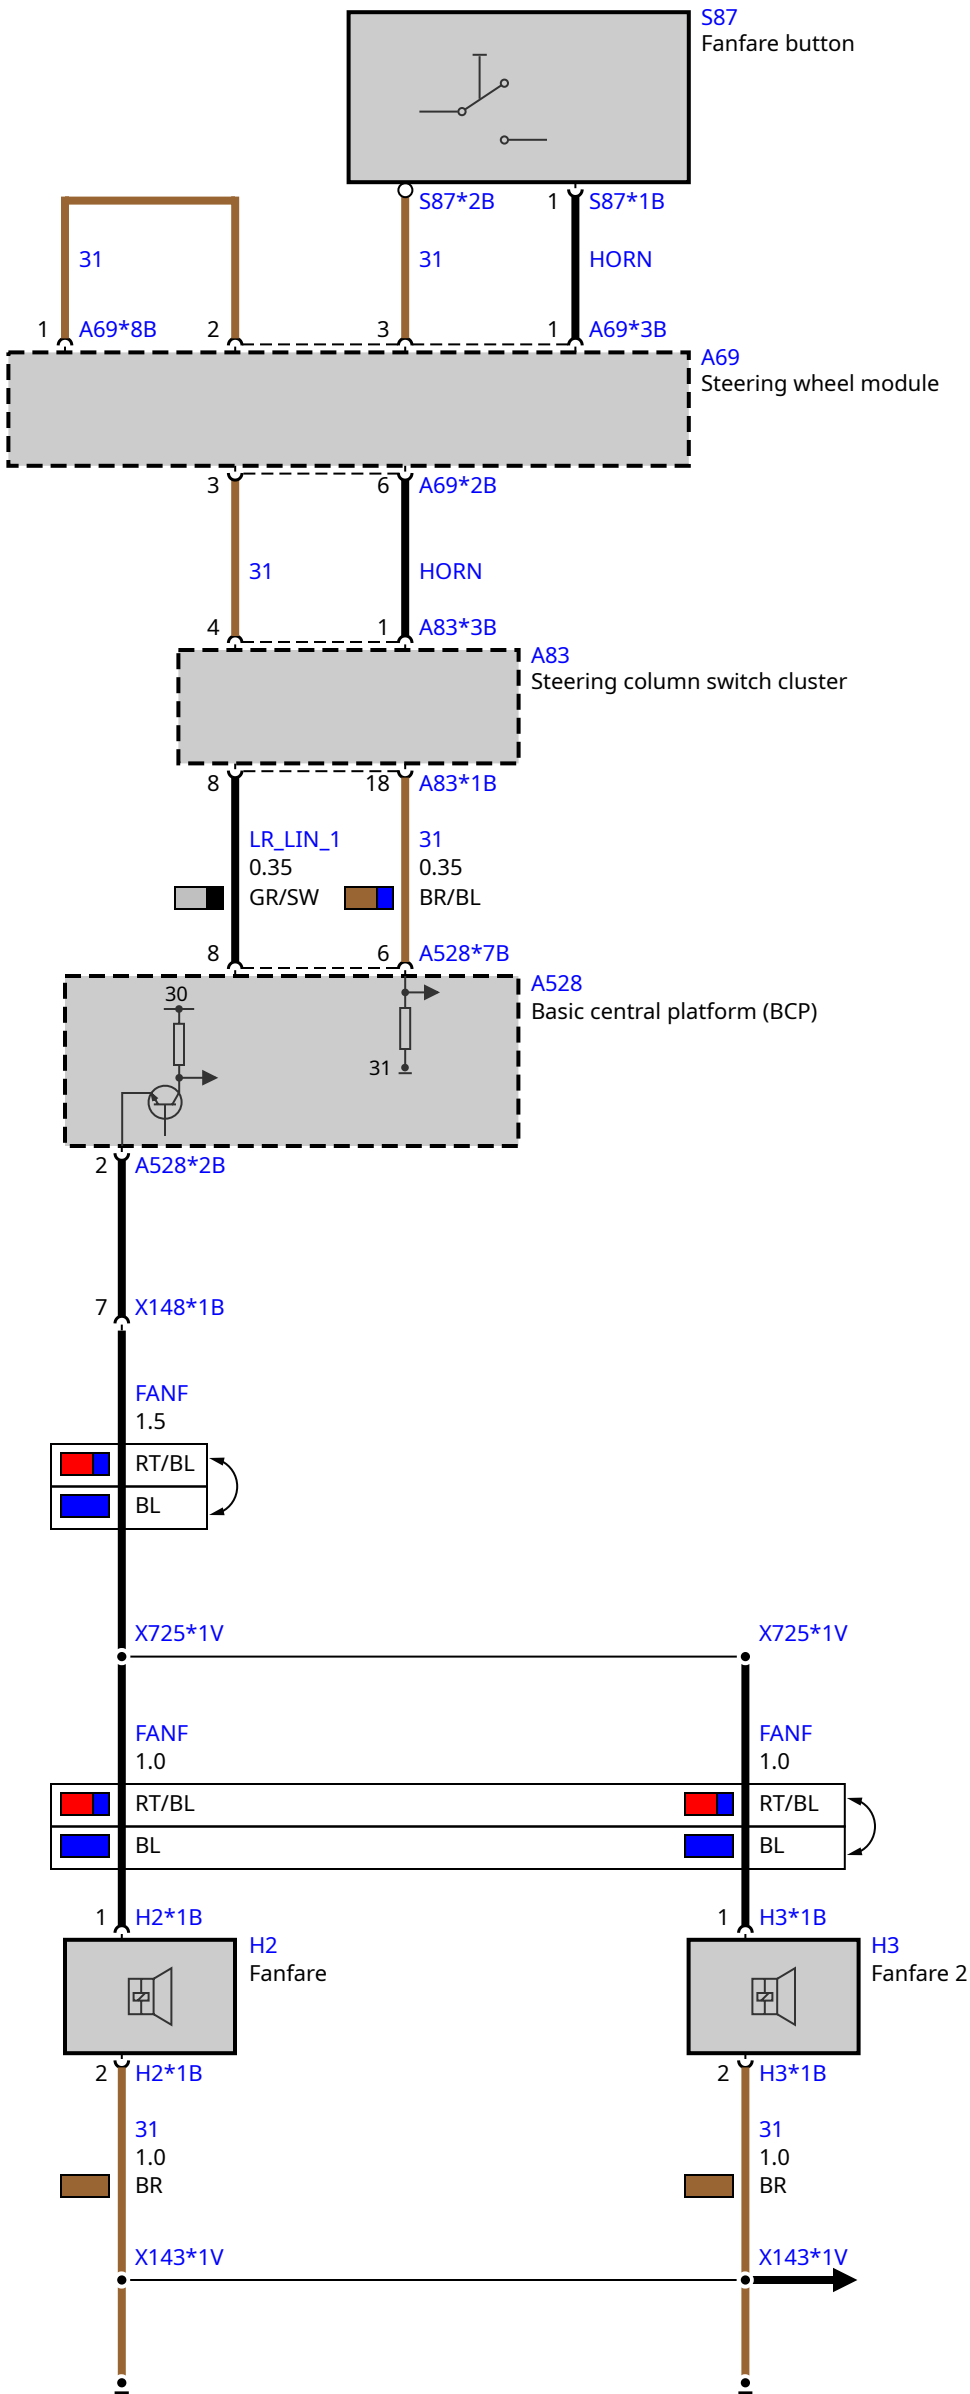 S87
Fanfare button
S87*2B
1 S87*1B
31
31
HORN
1 A69*8B
2
3
1 A69*3B
A69
Steering wheel module
3
6 A69*2B
31
HORN
4
1 A83*3B
A83
Steering column switch cluster
8
18 A83*1B
LR_LIN_1
31
0.35
0.35
GR/SW
BR/BL
8
6 A528*7B
A528
Basic central platform (BCP)
30
31
2 A528*2B
7 X148*1B
FANF
1.5
RT/BL
BL
X725*1V
X725*1V
FANF
FANF
1.0
1.0
RT/BL
RT/BL
BL
BL
1 H2*1B
1 H3*1B
H2
Fanfare
H3
Fanfare 2
2 H2*1B
2 H3*1B
31
31
1.0
1.0
BR
BR
X143*1V
X143*1V